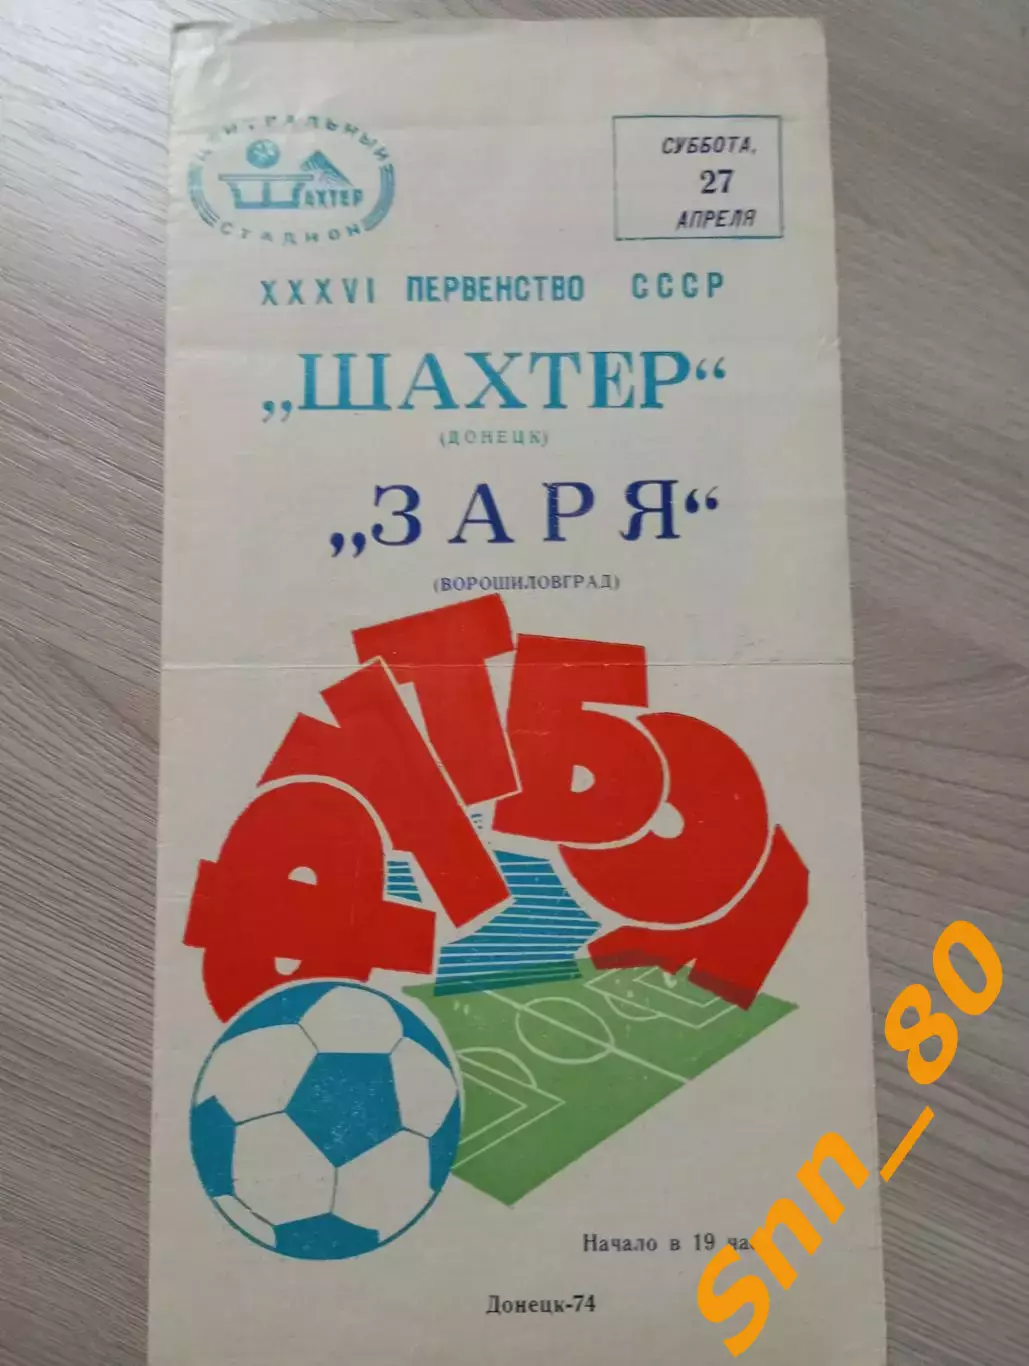 ЦЕНТРАЛЬНЫЙ
ШАХТЕР
СТАДИОН
СУББОТА,
27
АПРЕЛЯ
XXXVI ПЕРВЕНСТВО СССР
„ШАХТЕР“
(ДОНЕЦК)
„ЗАРЯ“
(ВОРОШИЛОВГРАД)
ФУТБОЛ
Начало в 19
Донецк-74
snn_80